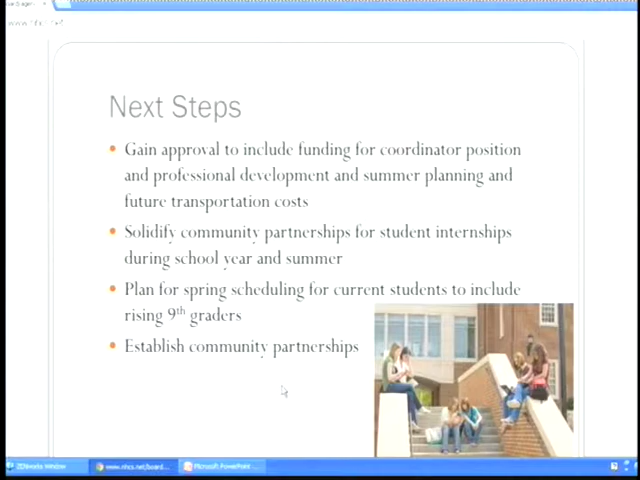 Next Steps
Gain approval to include funding for coordinator position
and professional development and summer planning and
future transportation costs
Solidify community partnerships for student internships
during school year and summer
Plan for spring scheduling for current students to include
rising 9th graders
Establish community partnerships
ZENworks Window
www.nhcs.net/board...
Microsoft PowerPoint